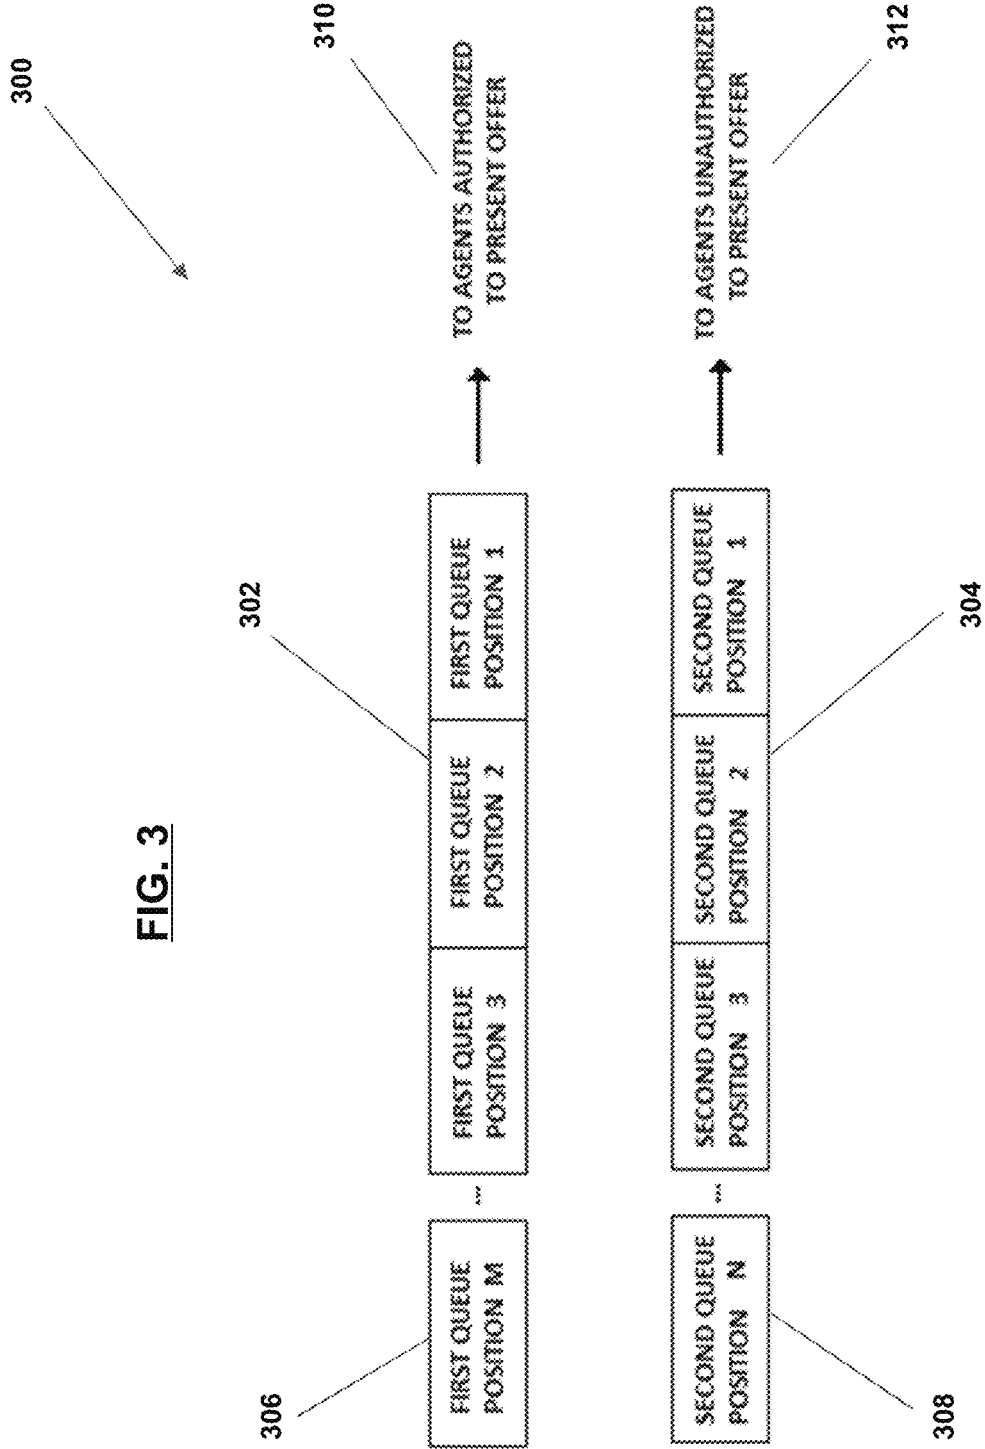 FIG. 3
300
302
310
306
FIRST QUEUE
POSITION M
...
FIRST QUEUE
POSITION 3
FIRST QUEUE
POSITION 2
FIRST QUEUE
POSITION 1
TO AGENTS AUTHORIZED
TO PRESENT OFFER
SECOND QUEUE
POSITION N
...
SECOND QUEUE
POSITION 3
SECOND QUEUE
POSITION 2
SECOND QUEUE
POSITION 1
TO AGENTS UNAUTHORIZED
TO PRESENT OFFER
308
304
312